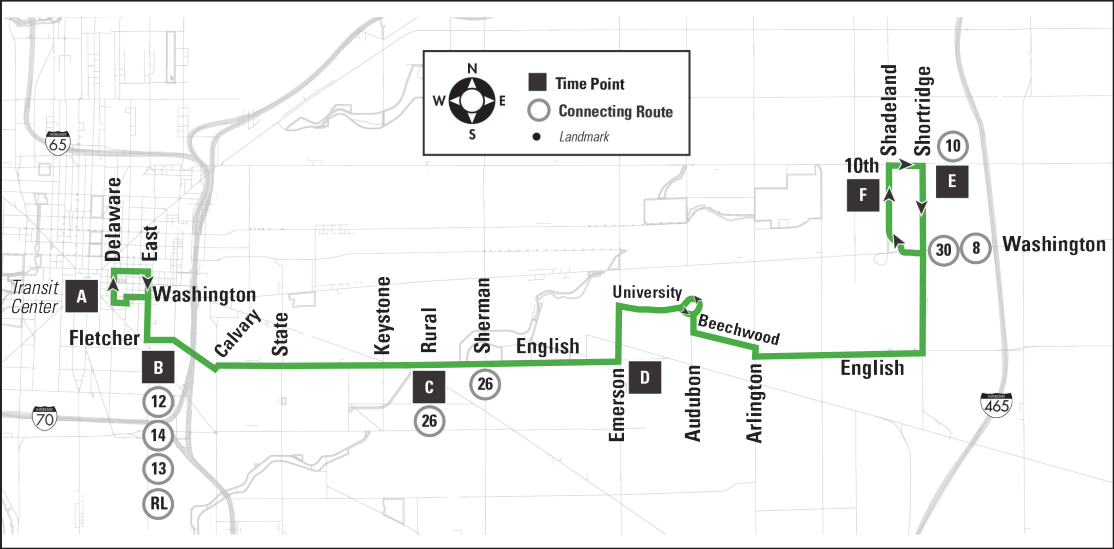 N
W
E
S
Time Point
Connecting Route
Landmark
65
Delaware
East
Transit
Center
A
Washington
Fletcher
B
12
14
13
RL
70
Calvary
State
Keystone
Rural
Sherman
English
C
26
26
University
Beechwood
Emerson
D
Audubon
Arlington
English
Shadeland
Shortridge
10th
F
E
10
30
8
Washington
465